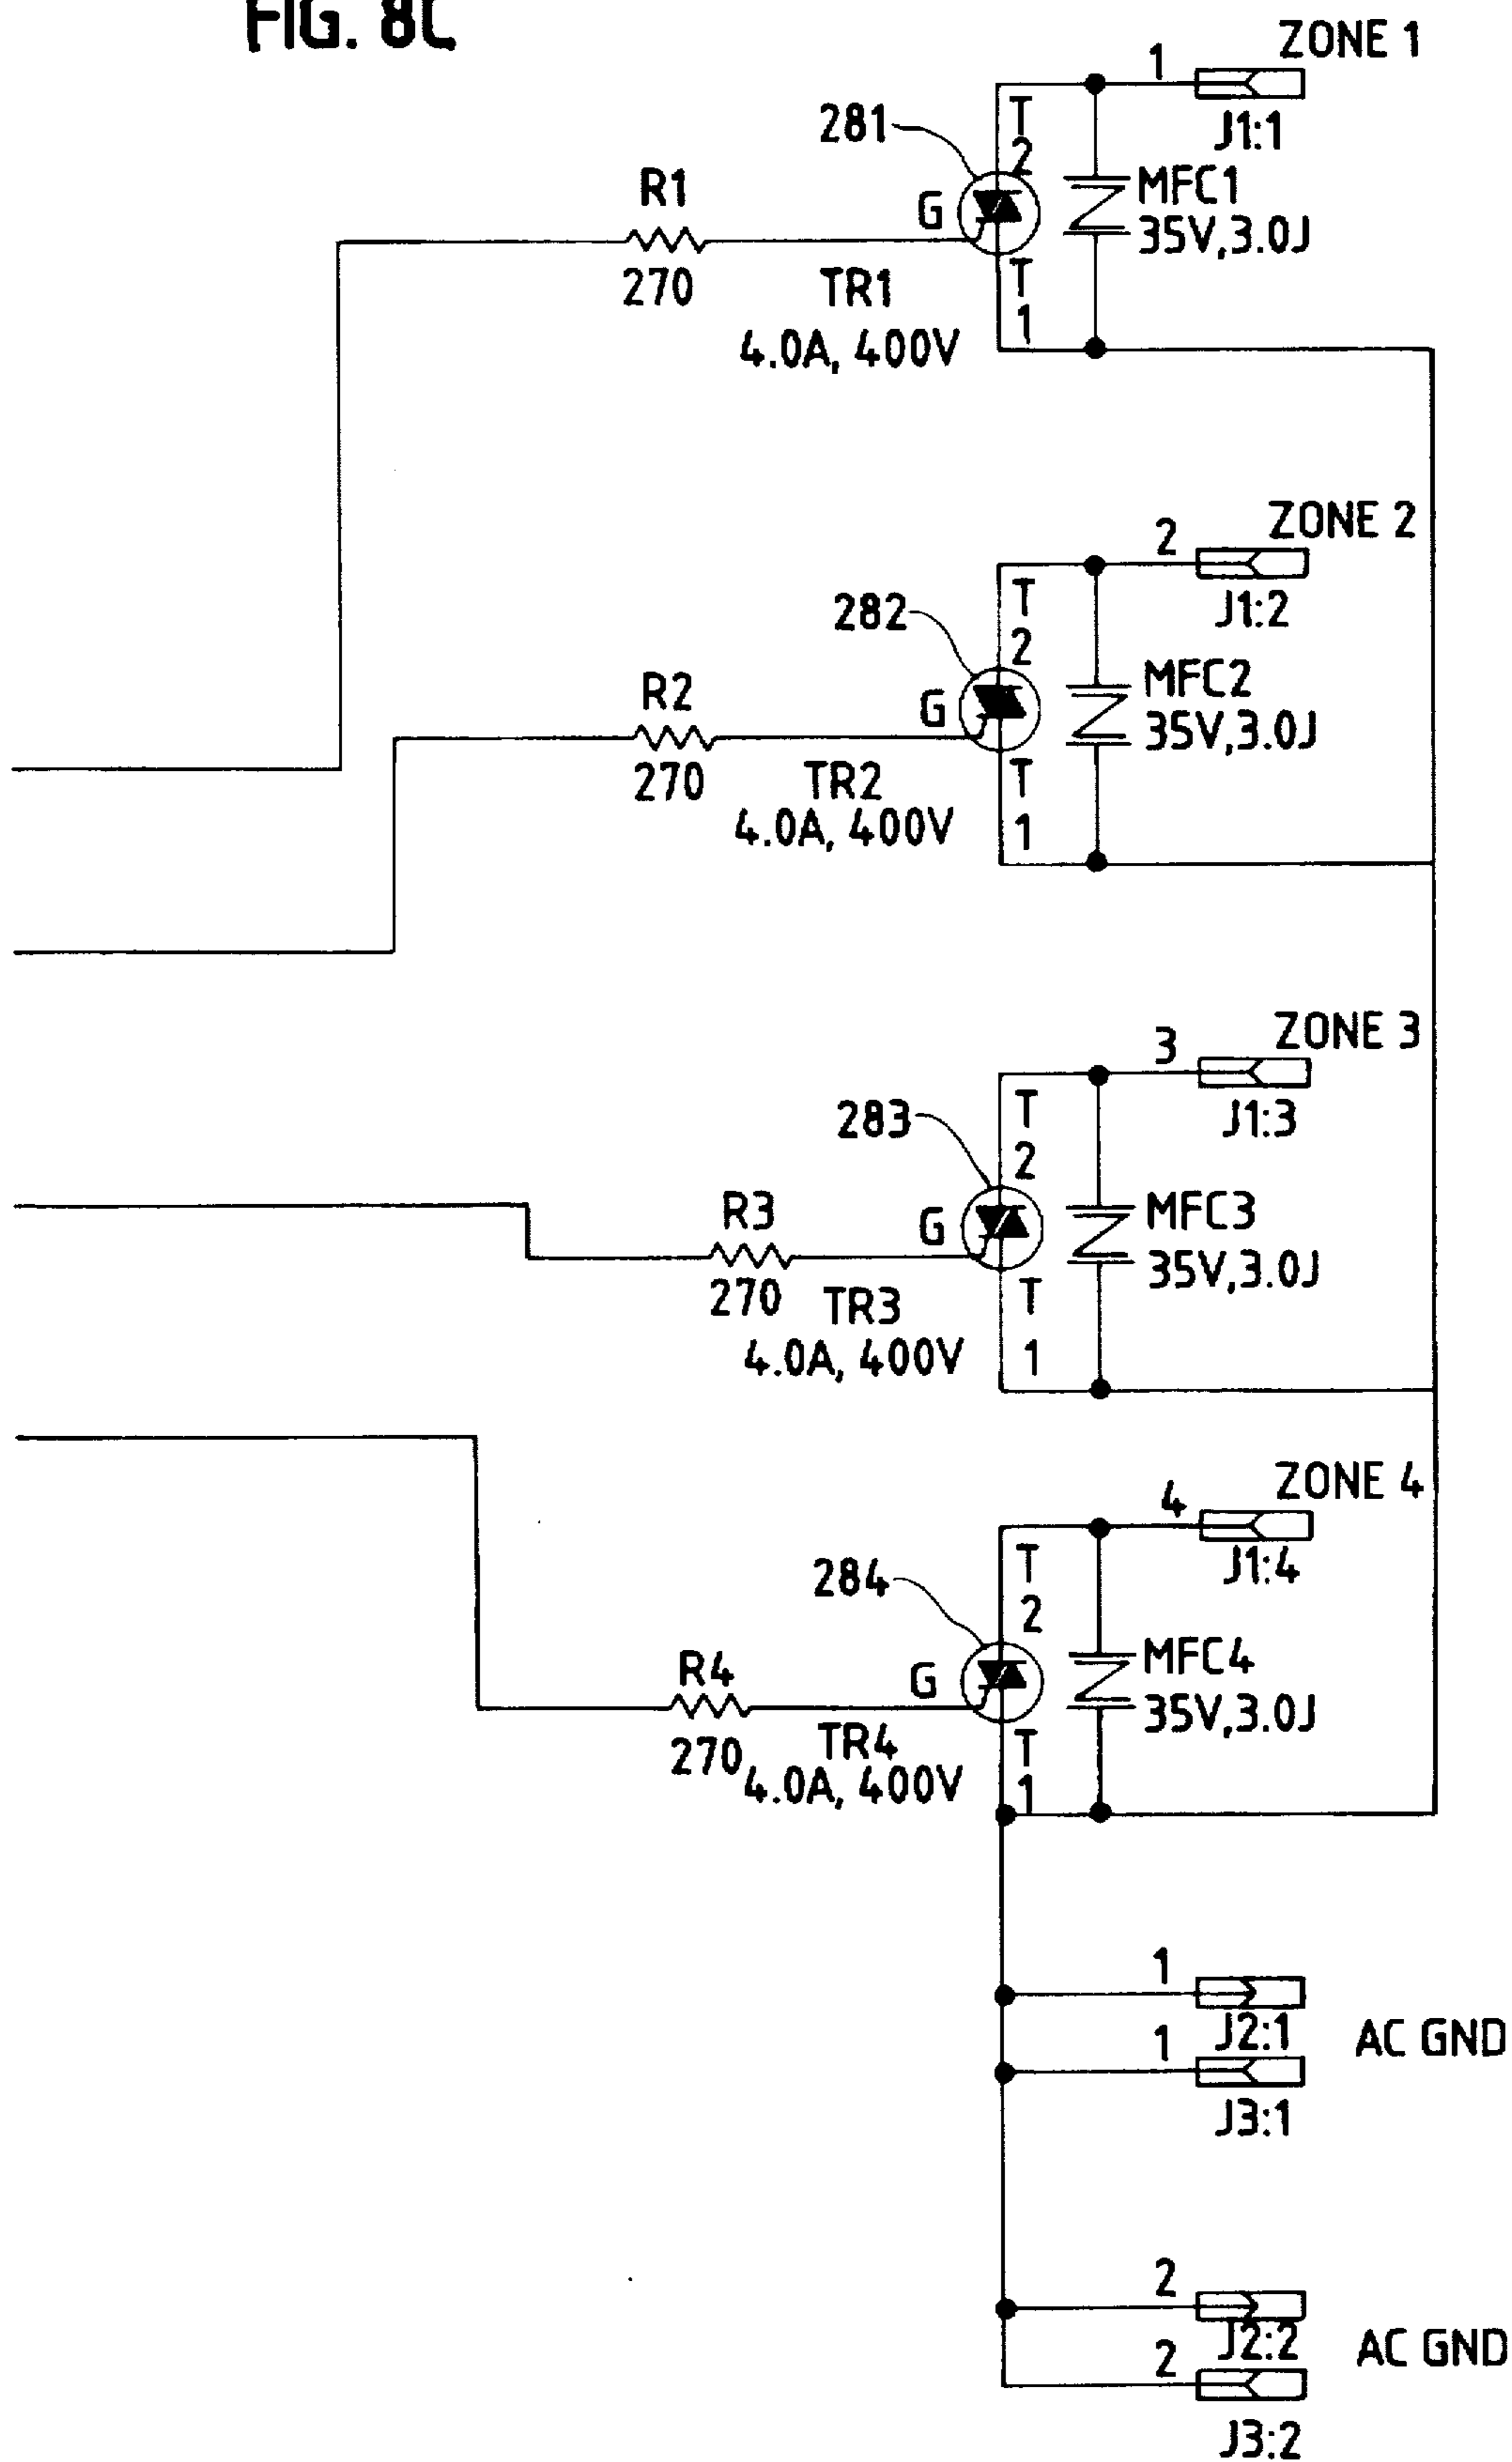 FIG. 8C
ZONE 1
1
J1:1
281
T
2
R1
G
MFC1
35V,3.0J
270
TR1
4.0A, 400V
T
1
ZONE 2
2
J1:2
282
T
2
R2
G
MFC2
35V,3.0J
270
TR2
4.0A, 400V
T
1
ZONE 3
3
J1:3
283
T
2
R3
G
MFC3
35V,3.0J
270
TR3
4.0A, 400V
T
1
ZONE 4
4
J1:4
284
T
2
R4
G
MFC4
35V,3.0J
270
TR4
4.0A, 400V
T
1
1
J2:1
AC GND
1
J3:1
2
J2:2
AC GND
2
J3:2